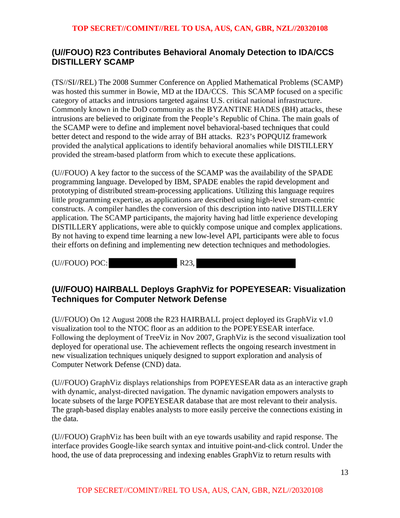 TOP SECRET//COMINT//REL TO USA, AUS, CAN, GBR, NZL//20320108
(U//FOUO) R23 Contributes Behavioral Anomaly Detection to IDA/CCS
DISTILLERY SCAMP
(TS//SI//REL) The 2008 Summer Conference on Applied Mathematical Problems (SCAMP)
was hosted this summer in Bowie, MD at the IDA/CCS. This SCAMP focused on a specific
category of attacks and intrusions targeted against U.S. critical national infrastructure.
Commonly known in the DoD community as the BYZANTINE HADES (BH) attacks, these
intrusions are believed to originate from the People's Republic of China. The main goals of
the SCAMP were to define and implement novel behavioral-based techniques that could
better detect and respond to the wide array of BH attacks. R23's POPQUIZ framework
provided the analytical applications to identify behavioral anomalies while DISTILLERY
provided the stream-based platform from which to execute these applications.
(U//FOUO) A key factor to the success of the SCAMP was the availability of the SPADE
programming language. Developed by IBM, SPADE enables the rapid development and
prototyping of distributed stream-processing applications. Utilizing this language requires
little programming expertise, as applications are described using high-level stream-centric
constructs. A compiler handles the conversion of this description into native DISTILLERY
application. The SCAMP participants, the majority having had little experience developing
DISTILLERY applications, were able to quickly compose unique and complex applications.
By not having to expend time learning a new low-level API, participants were able to focus
their efforts on defining and implementing new detection techniques and methodologies.
(U//FOUO) POC: R23,
(U//FOUO) HAIRBALL Deploys GraphViz for POPEYESEAR: Visualization
Techniques for Computer Network Defense
(U//FOUO) On 12 August 2008 the R23 HAIRBALL project deployed its GraphViz v1.0
visualization tool to the NTOC floor as an addition to the POPEYESEAR interface.
Following the deployment of TreeViz in Nov 2007, GraphViz is the second visualization tool
deployed for operational use. The achievement reflects the ongoing research investment in
new visualization techniques uniquely designed to support exploration and analysis of
Computer Network Defense (CND) data.
(U//FOUO) GraphViz displays relationships from POPEYESEAR data as an interactive graph
with dynamic, analyst-directed navigation. The dynamic navigation empowers analysts to
locate subsets of the large POPEYESEAR database that are most relevant to their analysis.
The graph-based display enables analysts to more easily perceive the connections existing in
the data.
(U//FOUO) GraphViz has been built with an eye towards usability and rapid response. The
interface provides Google-like search syntax and intuitive point-and-click control. Under the
hood, the use of data preprocessing and indexing enables GraphViz to return results with
13
TOP SECRET//COMINT//REL TO USA, AUS, CAN, GBR, NZL//20320108